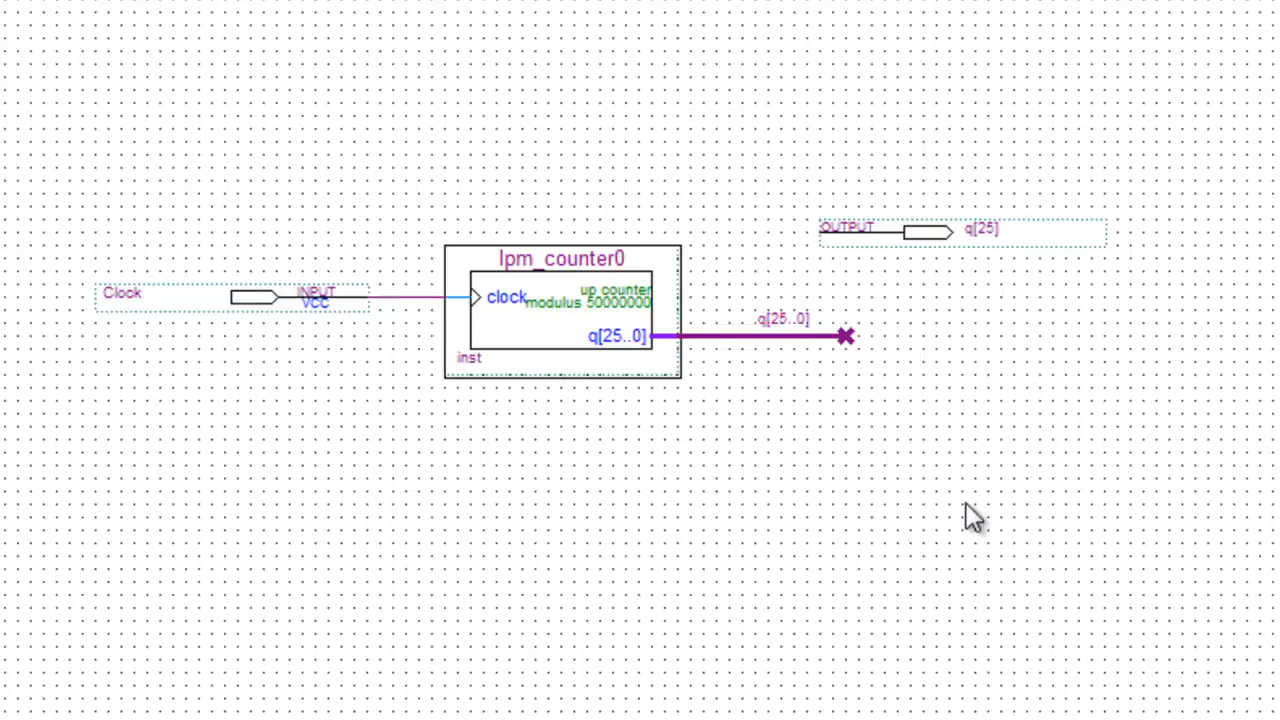 OUTPUT q[25]
lpm_counter0
Clock INPUT
VCC
clock up counter
modulus 50000000
q[25..0] q[25..0]
inst